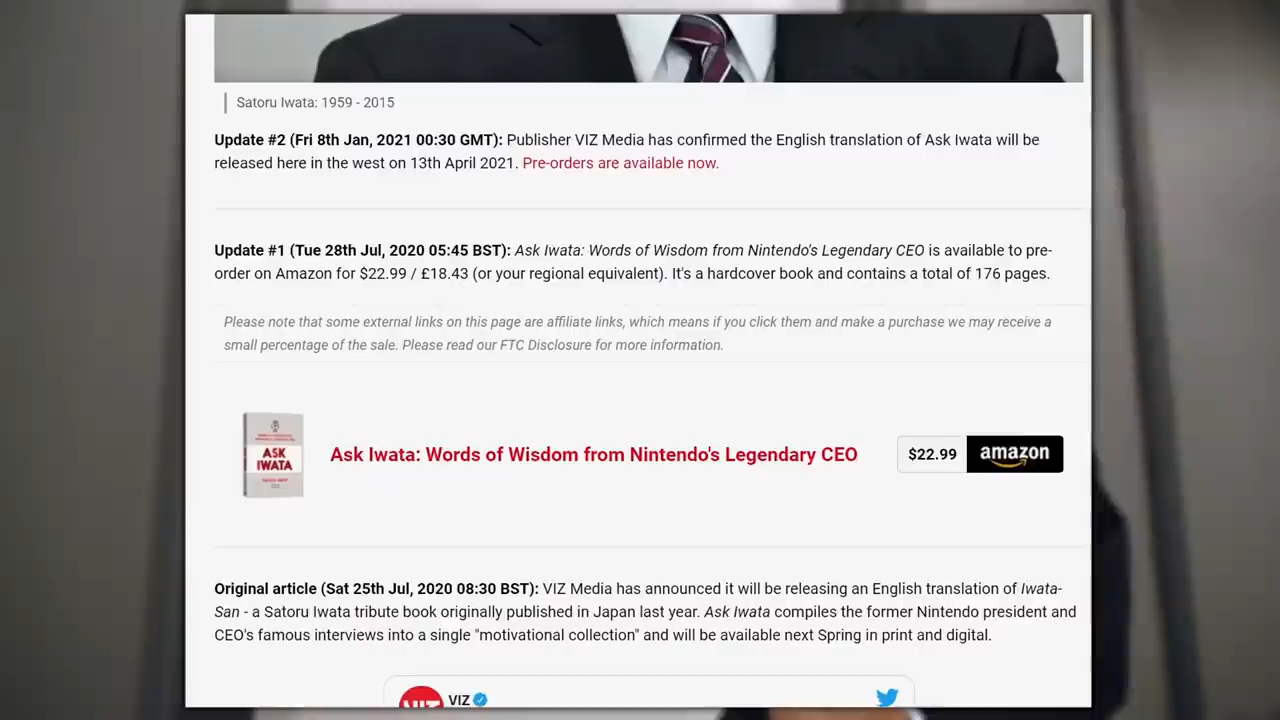 Satoru Iwata: 1959 - 2015
Update #2 (Fri 8th Jan, 2021 00:30 GMT): Publisher VIZ Media has confirmed the English translation of Ask Iwata will be
released here in the west on 13th April 2021. Pre-orders are available now.
Update #1 (Tue 28th Jul, 2020 05:45 BST): Ask Iwata: Words of Wisdom from Nintendo's Legendary CEO is available to pre-
order on Amazon for $22.99 / £18.43 (or your regional equivalent). It's a hardcover book and contains a total of 176 pages.
Please note that some external links on this page are affiliate links, which means if you click them and make a purchase we may receive a
small percentage of the sale. Please read our FTC Disclosure for more information.
ASK
IWATA
Ask Iwata: Words of Wisdom from Nintendo's Legendary CEO
$22.99 amazon
Original article (Sat 25th Jul, 2020 08:30 BST): VIZ Media has announced it will be releasing an English translation of Iwata-
San - a Satoru Iwata tribute book originally published in Japan last year. Ask Iwata compiles the former Nintendo president and
CEO's famous interviews into a single "motivational collection" and will be available next Spring in print and digital.
VIZ
VIZ